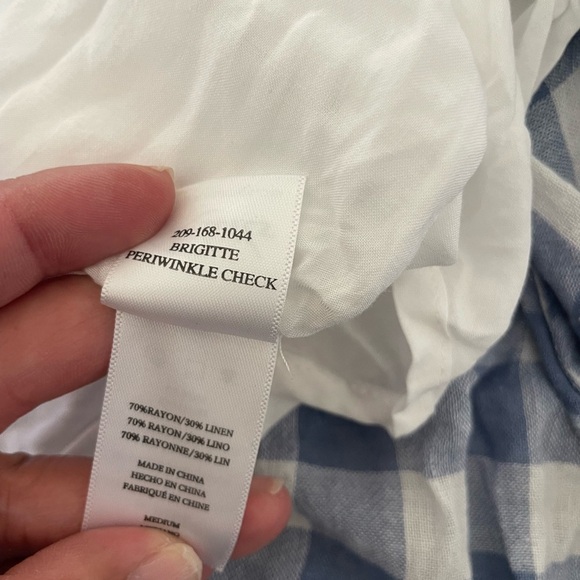 209-168-1044
BRIGITTE
PERIWINKLE CHECK
70%RAYON/30% LINEN
70% RAYON/30% LINO
70% RAYONNE/30% LIN
MADE IN CHINA
HECHO EN CHINA
FABRIQUÉ EN CHINE
MEDIUM